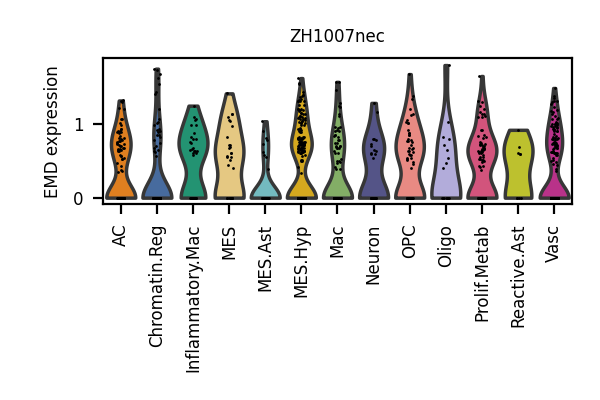 ZH1007nec
EMD expression
1
0
AC
Chromatin.Reg
Inflammatory.Mac
MES
MES.Ast
MES.Hyp
Mac
Neuron
OPC
Oligo
Prolif.Metab
Reactive.Ast
Vasc